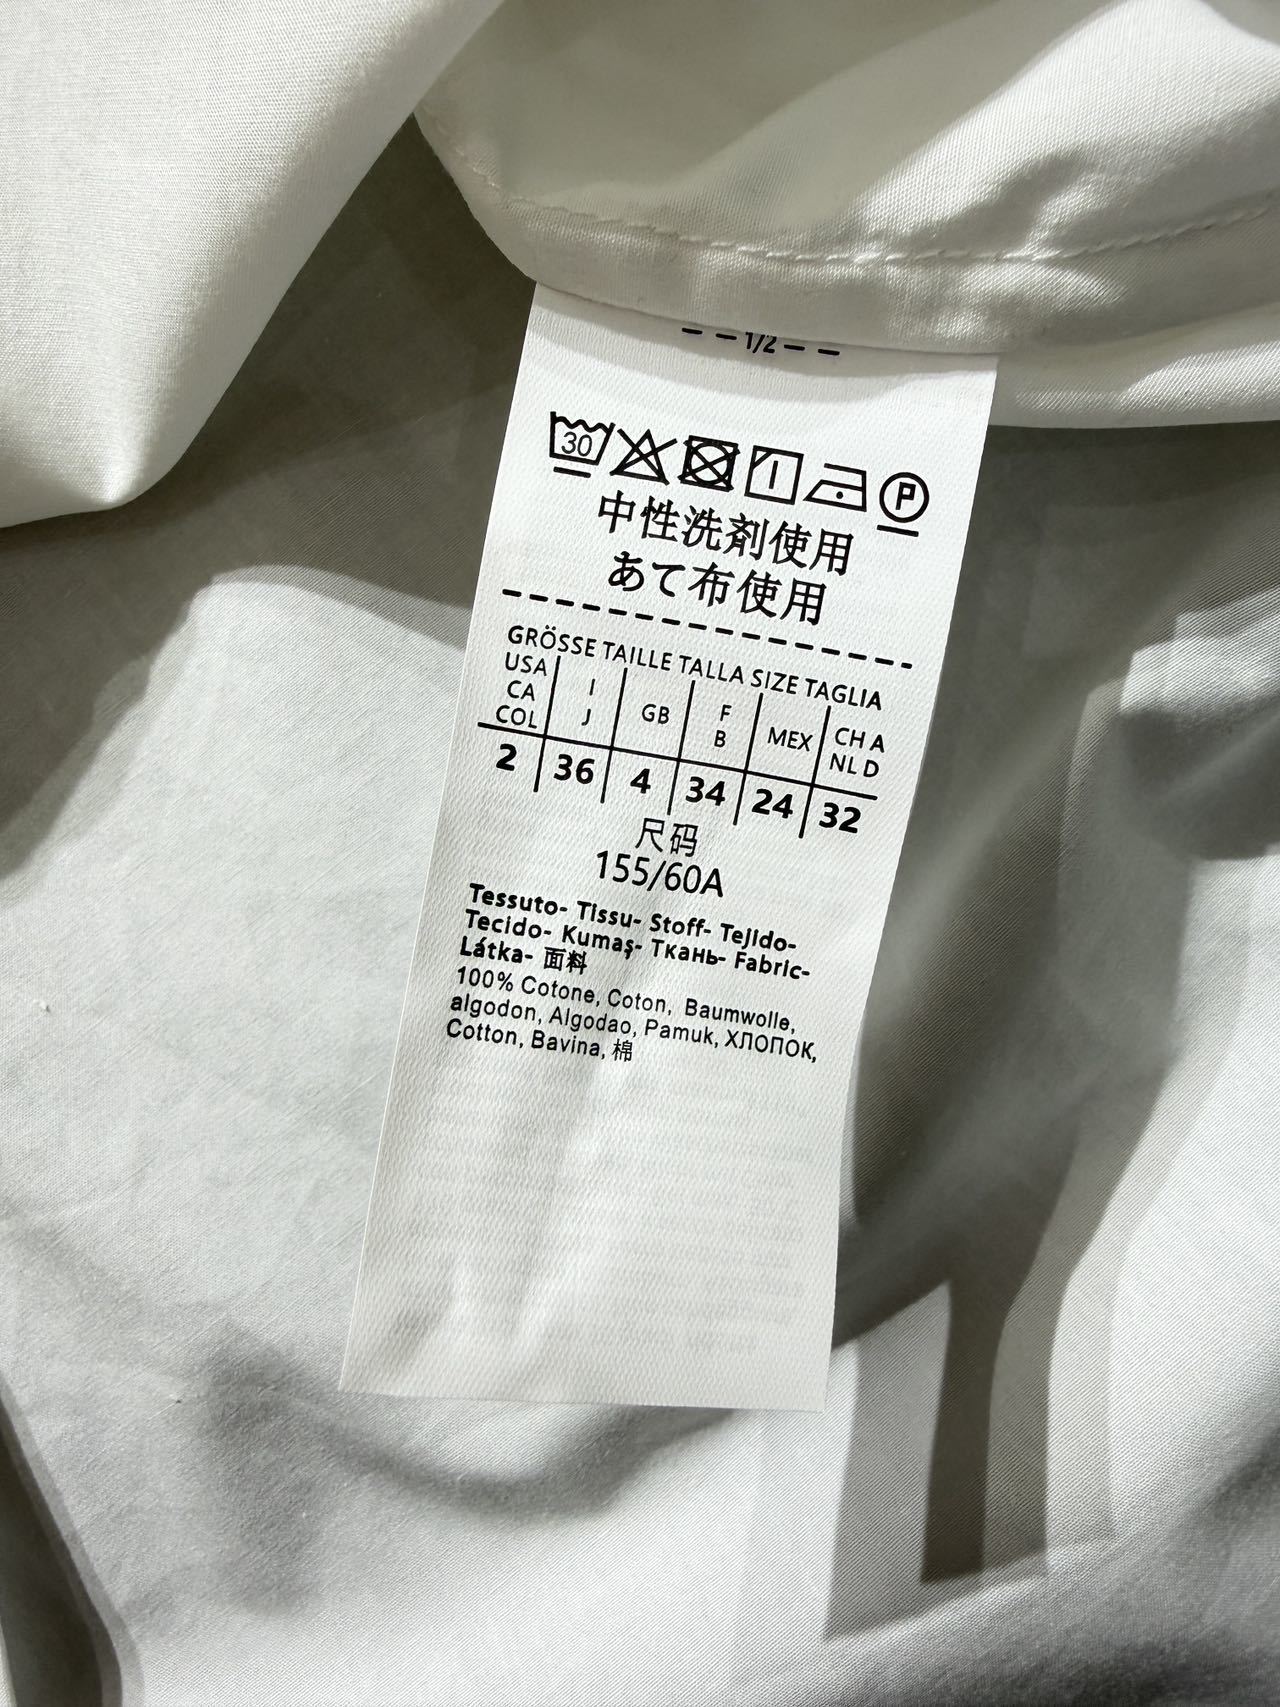 - - 1/2 - -
30
P
中性洗剤使用
あて布使用
GRÖSSE TAILLE TALLA SIZE TAGLIA
USA CA COL I J GB F B MEX CH A NL D
2 36 4 34 24 32
尺码
155/60A
Tessuto- Tissu- Stoff- Tejido-
Tecido- Kumaş- Ткань- Fabric-
Látka- 面料
100% Cotone, Coton, Baumwolle,
algodon, Algodao, Pamuk, ХЛОПОК,
Cotton, Bavina, 棉